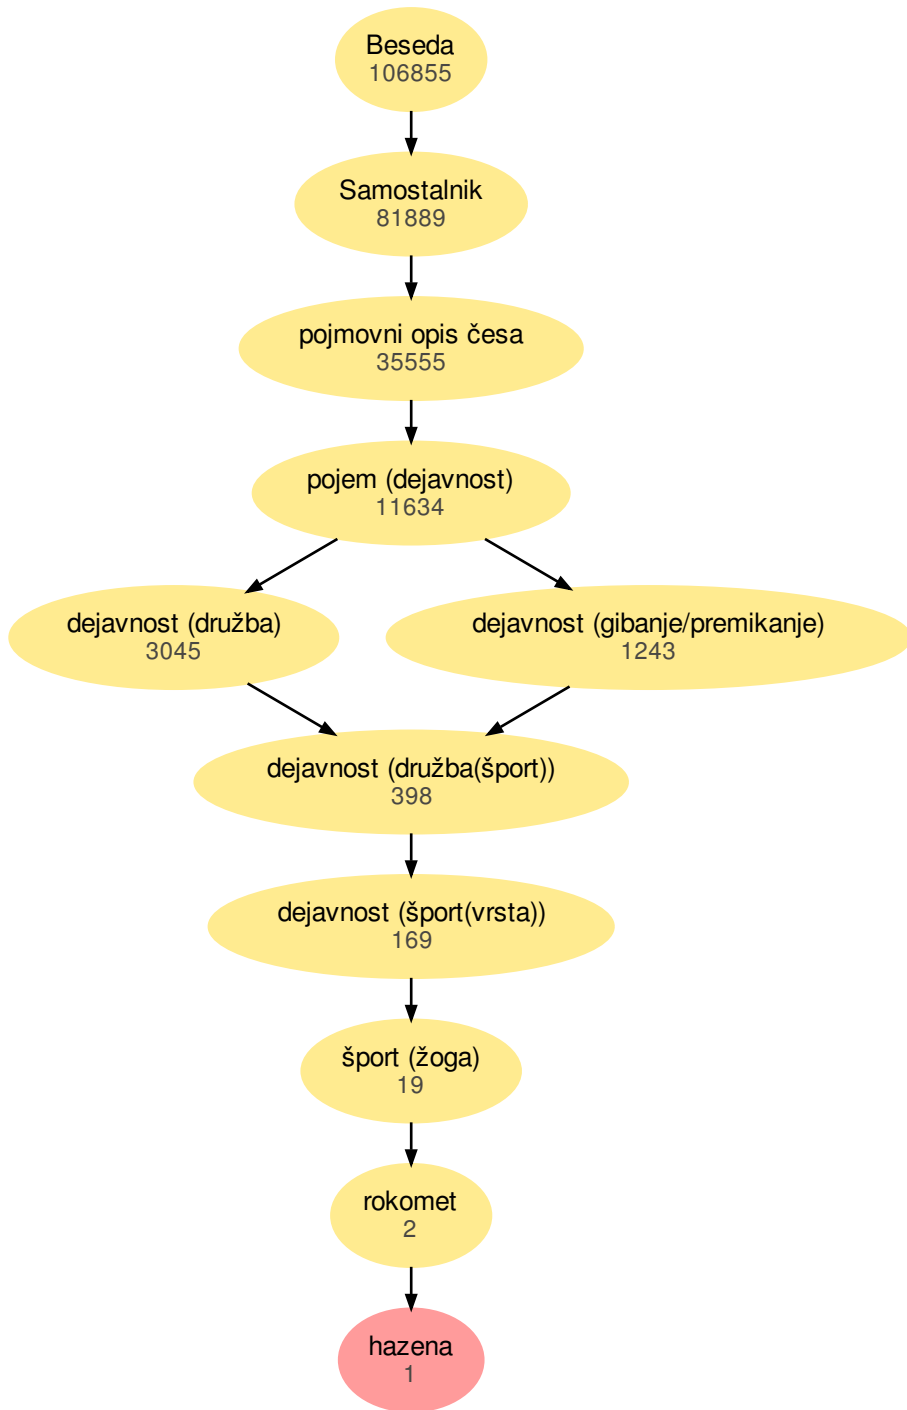 Beseda
106855
Samostalnik
81889
pojmovni opis česa
35555
pojem (dejavnost)
11634
dejavnost (družba)
3045
dejavnost (gibanje/premikanje)
1243
dejavnost (družba(šport))
398
dejavnost (šport(vrsta))
169
šport (žoga)
19
rokomet
2
hazena
1